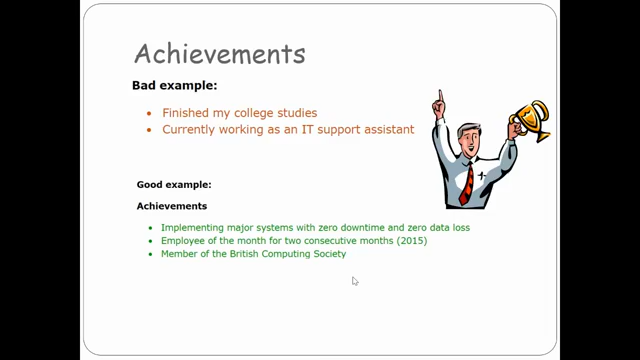 Achievements
Bad example:
• Finished my college studies
• Currently working as an IT support assistant
Good example:
Achievements
• Implementing major systems with zero downtime and zero data loss
• Employee of the month for two consecutive months (2015)
• Member of the British Computing Society